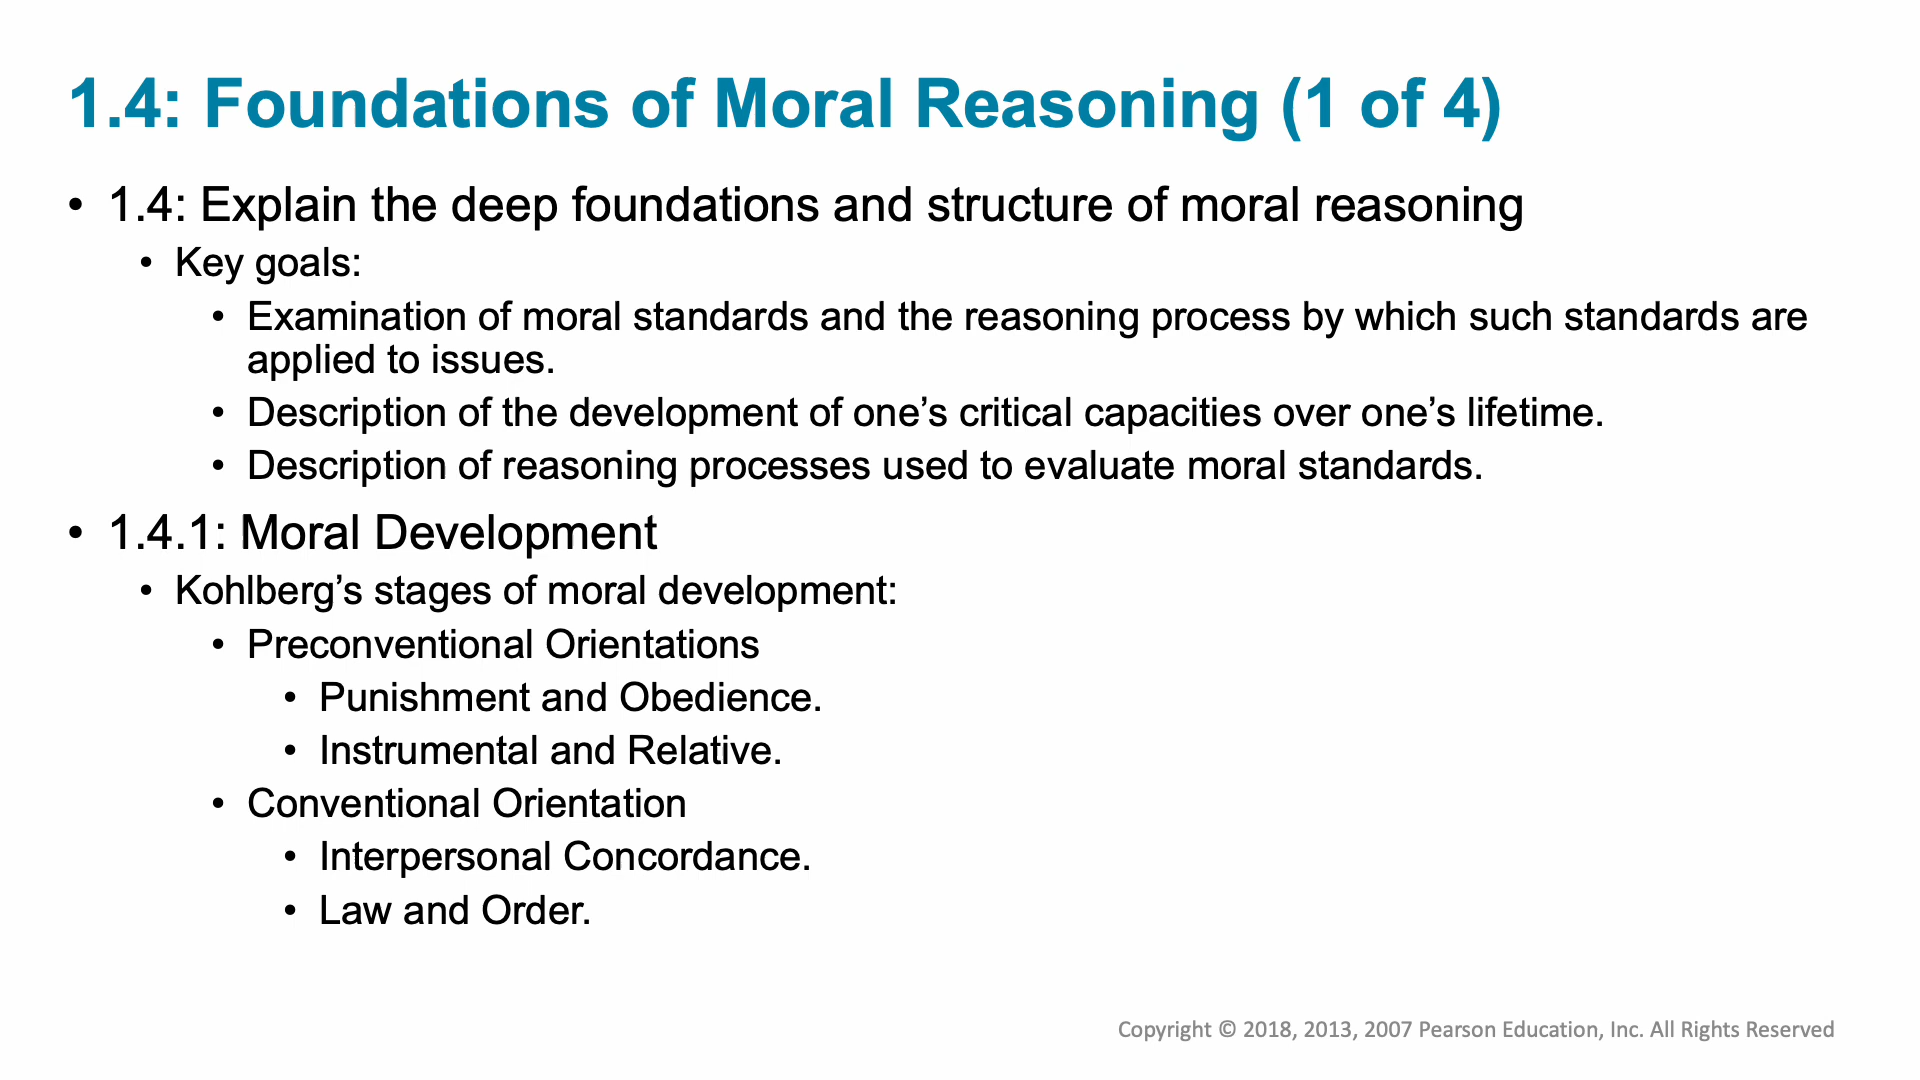 1.4: Foundations of Moral Reasoning (1 of 4)
• 1.4: Explain the deep foundations and structure of moral reasoning
• Key goals:
• Examination of moral standards and the reasoning process by which such standards are
applied to issues.
• Description of the development of one’s critical capacities over one’s lifetime.
• Description of reasoning processes used to evaluate moral standards.
• 1.4.1: Moral Development
• Kohlberg’s stages of moral development:
• Preconventional Orientations
• Punishment and Obedience.
• Instrumental and Relative.
• Conventional Orientation
• Interpersonal Concordance.
• Law and Order.
Copyright © 2018, 2013, 2007 Pearson Education, Inc. All Rights Reserved